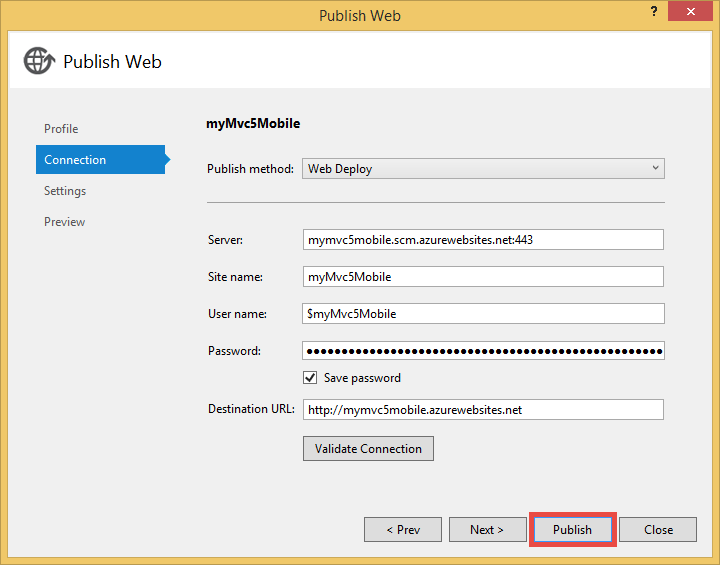 Publish Web
?
Publish Web
Profile
Connection
Settings
Preview
myMvc5Mobile
Publish method: Web Deploy
Server: mymvc5mobile.scm.azurewebsites.net:443
Site name: myMvc5Mobile
User name: $myMvc5Mobile
Password:
Save password
Destination URL: http://mymvc5mobile.azurewebsites.net
Validate Connection
< Prev Next > Publish Close